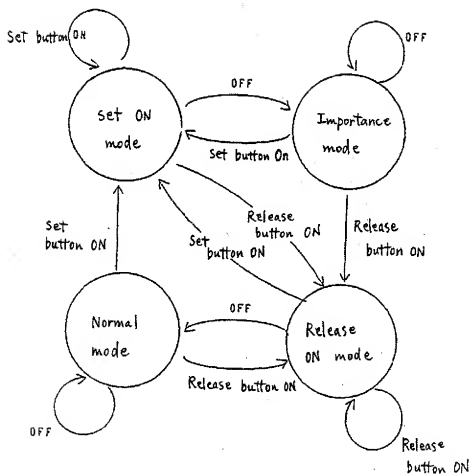 Set button ON
OFF
OFF
Set ON
mode
Importance
mode
Set button On
Release
button ON
Set
button ON
Release
button ON
Set
button ON
Normal
mode
OFF
Release
ON mode
Release button ON
OFF
Release
button ON